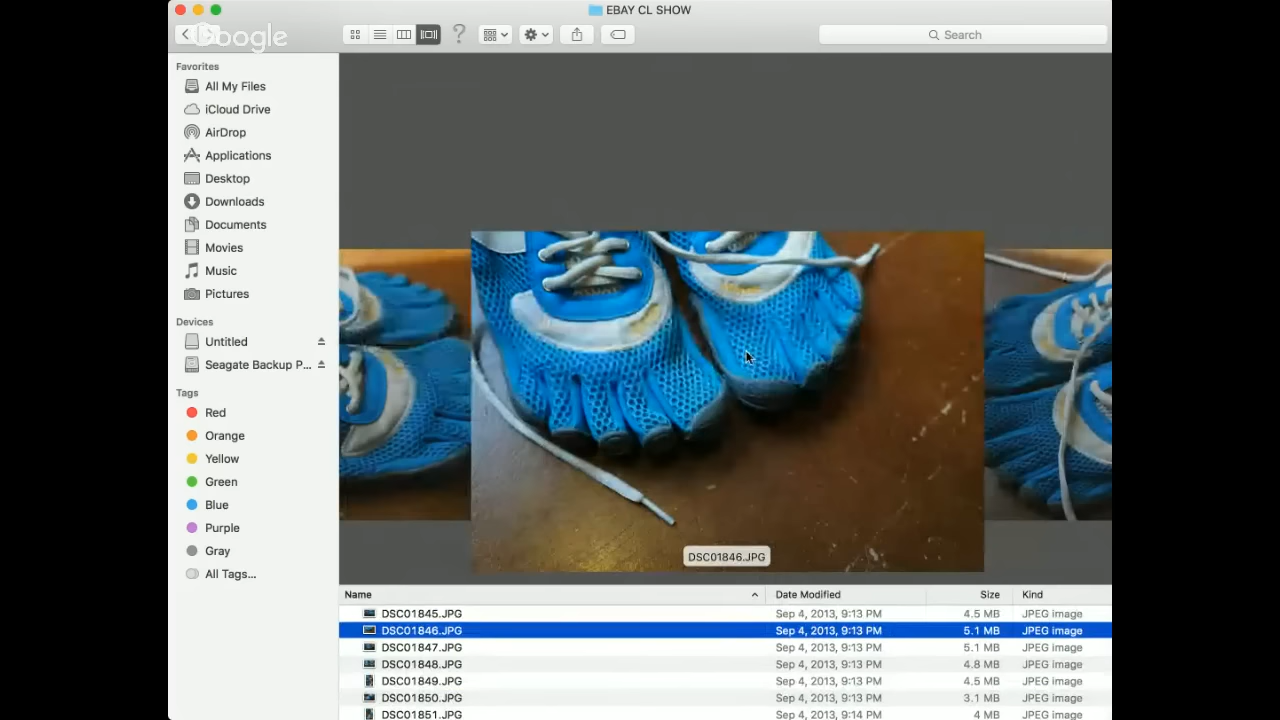 EBAY CL SHOW
Google
Search
Favorites
All My Files
iCloud Drive
AirDrop
Applications
Desktop
Downloads
Documents
Movies
Music
Pictures
Devices
Untitled
Seagate Backup P...
Tags
Red
Orange
Yellow
Green
Blue
Purple
Gray
All Tags...
DSC01846.JPG
Name Date Modified Size Kind
DSC01845.JPG Sep 4, 2013, 9:13 PM 4.5 MB JPEG image
DSC01846.JPG Sep 4, 2013, 9:13 PM 5.1 MB JPEG image
DSC01847.JPG Sep 4, 2013, 9:13 PM 5.1 MB JPEG image
DSC01848.JPG Sep 4, 2013, 9:13 PM 4.8 MB JPEG image
DSC01849.JPG Sep 4, 2013, 9:13 PM 4.5 MB JPEG image
DSC01850.JPG Sep 4, 2013, 9:13 PM 3.1 MB JPEG image
DSC01851.JPG Sep 4, 2013, 9:14 PM 4 MB JPEG image